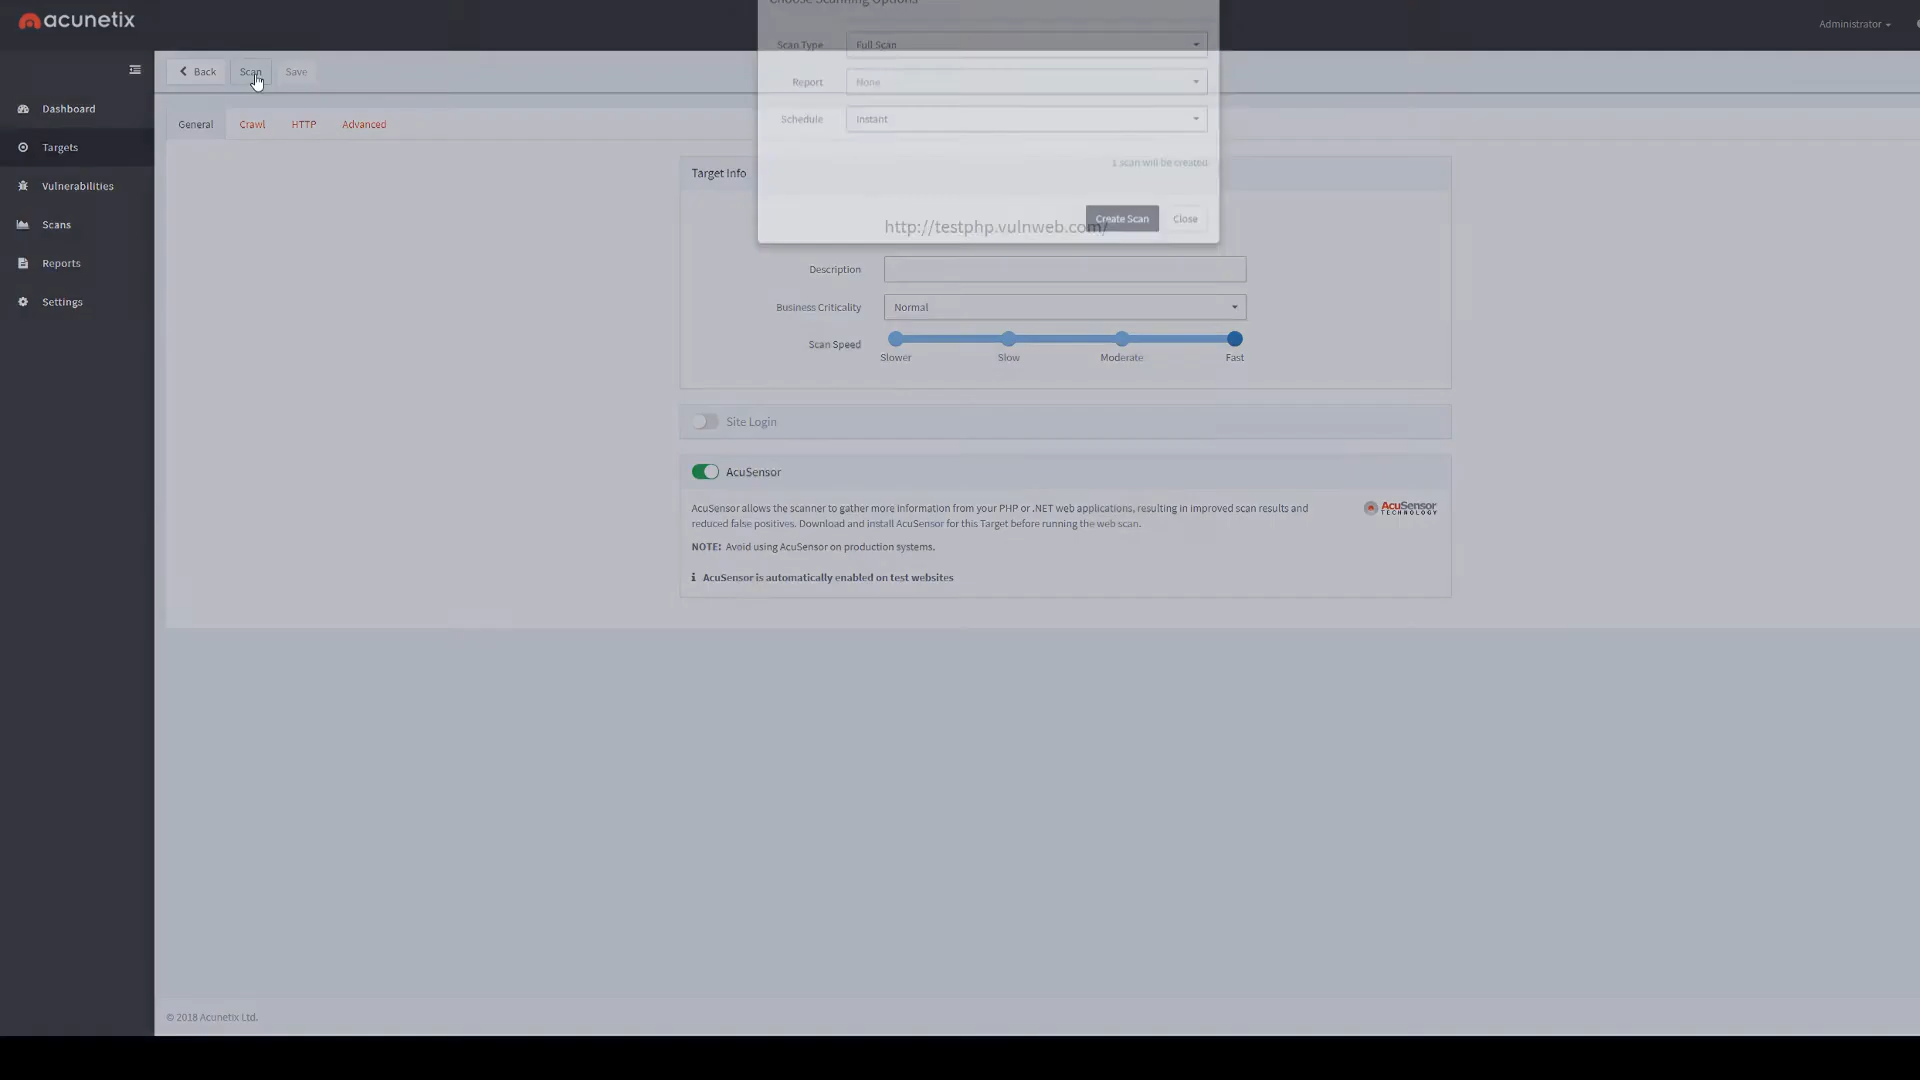 acunetix
Administrator
Choose Scanning Options
Scan Type
Full Scan
Report
None
Schedule
Instant
1 scan will be created
Create Scan
Close
Back
Scan
Save
General
Crawl
HTTP
Advanced
Dashboard
Targets
Vulnerabilities
Scans
Reports
Settings
Target Info
http://testphp.vulnweb.com/
Description
Business Criticality
Normal
Scan Speed
Slower
Slow
Moderate
Fast
Site Login
AcuSensor
AcuSensor allows the scanner to gather more information from your PHP or .NET web applications, resulting in improved scan results and
reduced false positives. Download and install AcuSensor for this Target before running the web scan.
AcuSensor
TECHNOLOGY
NOTE: Avoid using AcuSensor on production systems.
AcuSensor is automatically enabled on test websites
© 2018 Acunetix Ltd.